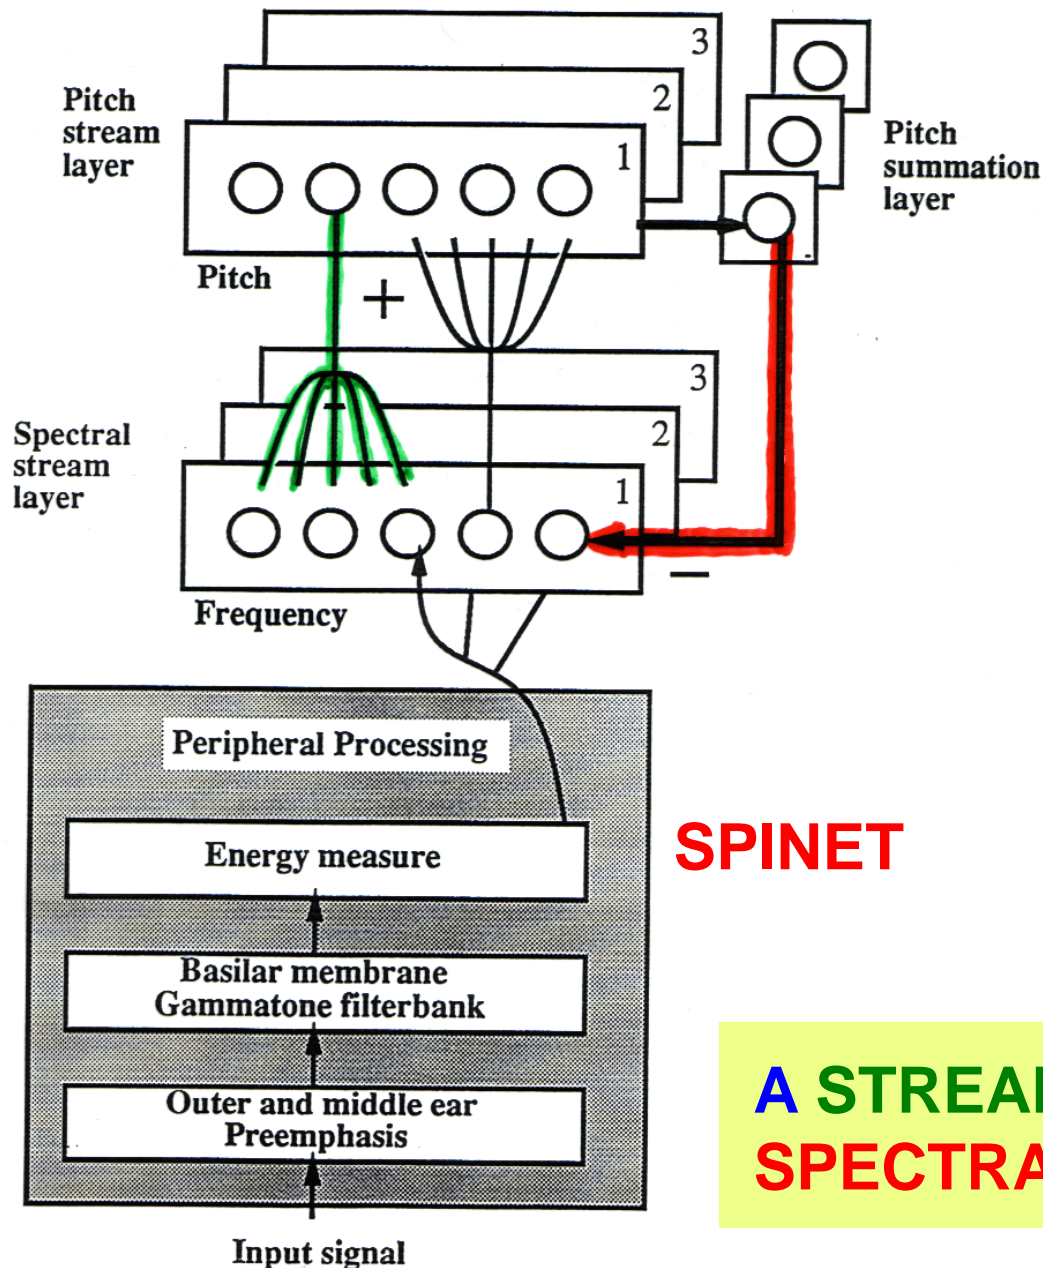 3
2
1
Pitch
stream
layer
Pitch
summation
layer
Pitch
+
3
2
1
Spectral
stream
layer
Frequency
−
Peripheral Processing
Energy measure
SPINET
Basilar membrane
Gammatone filterbank
Outer and middle ear
Preemphasis
A
SPECTRA
Input signal